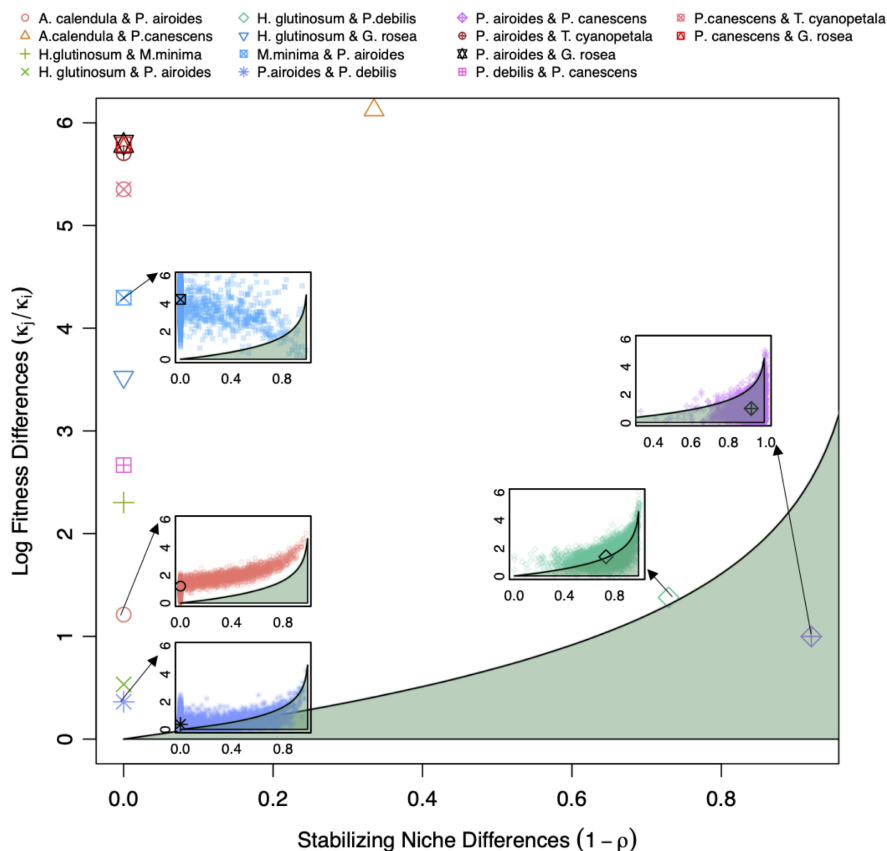 A. calendula & P. airoides H. glutinosum & P.debilis P. airoides & P. canescens P.canescens & T. cyanopetala
A.calendula & P.canescens H. glutinosum & G. rosea P. airoides & T. cyanopetala P. canescens & G. rosea
H.glutinosum & M.minima M.minima & P. airoides P. airoides & G. rosea
H. glutinosum & P. airoides P.airoides & P. debilis P. debilis & P. canescens
6
5
4
3
2
1
0
Log Fitness Differences (κj/κi)
6
4
2
0
0.0 0.4 0.8
6
4
2
0
0.4 0.6 0.8 1.0
6
4
2
0
0.0 0.4 0.8
6
4
2
0
0.0 0.4 0.8
6
4
2
0
0.0 0.4 0.8
0.0 0.2 0.4 0.6 0.8
Stabilizing Niche Differences (1 − ρ)